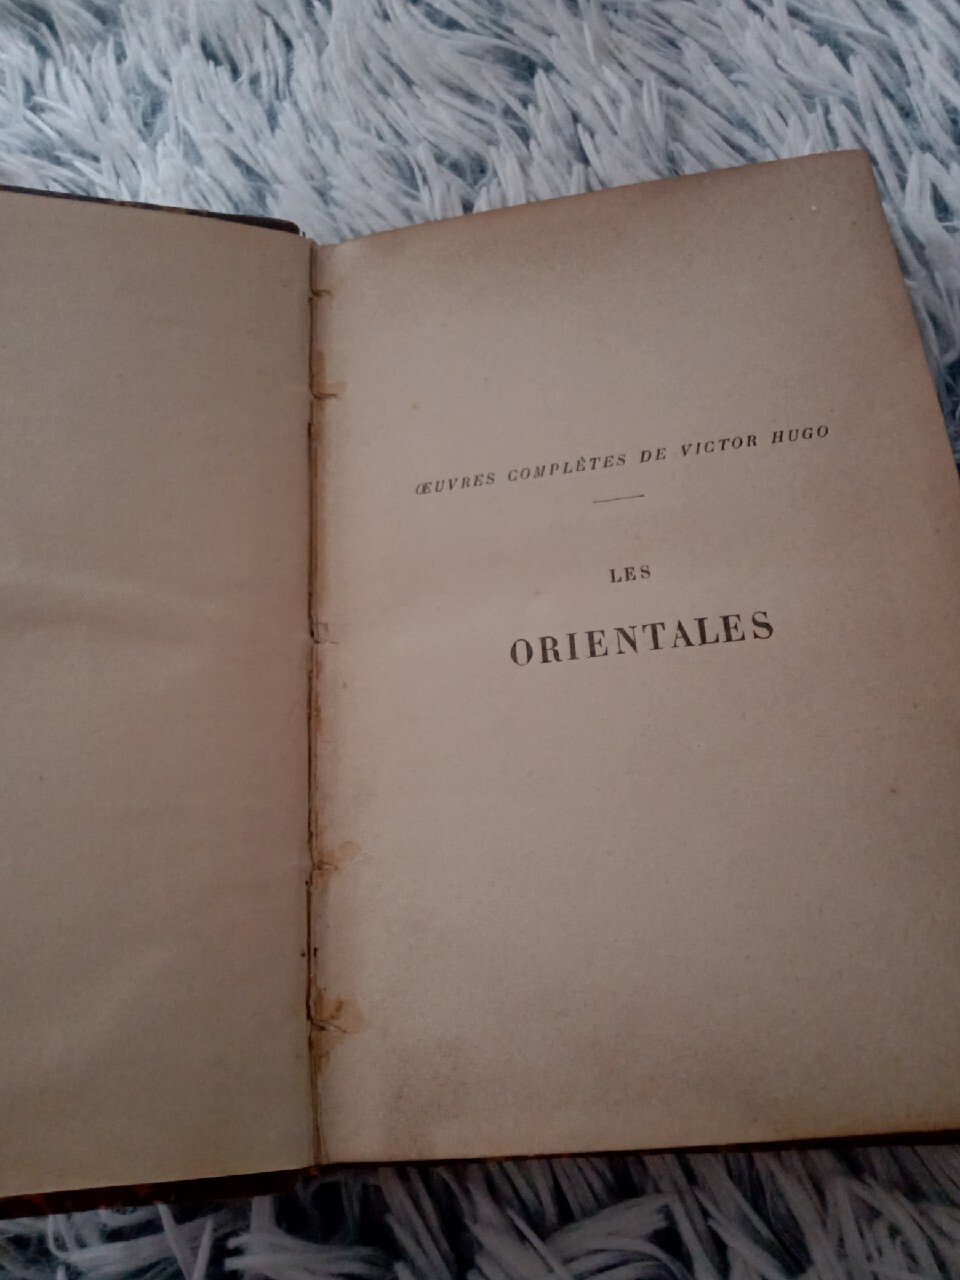 ŒUVRES COMPLÈTES DE VICTOR HUGO
LES
ORIENTALES